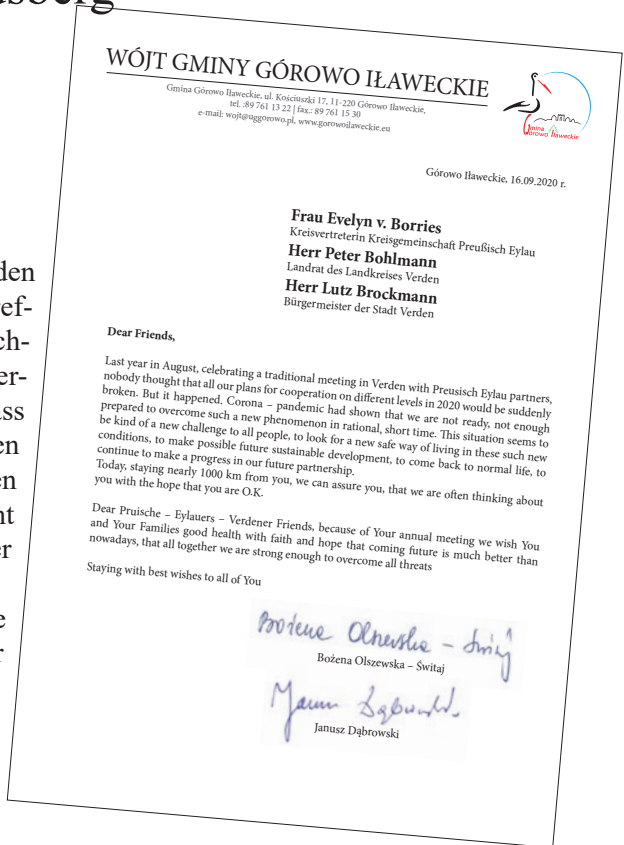 WÓJT GMINY GÓROWO IŁAWECKIE
Gmina Górowo Iławeckie, ul. Kościuszki 17, 11-220 Górowo Iławeckie,
tel. :89 761 13 22 | fax.: 89 761 15 30
e-mail: wojt@uggorowo.pl, www.gorowoilaweckie.eu
Gmina
Górowo Iławeckie
Górowo Iławeckie, 16.09.2020 r.
Frau Evelyn v. Borries
Kreisvertreterin Kreisgemeinschaft Preußisch Eylau
Herr Peter Bohlmann
Landrat des Landkreises Verden
Herr Lutz Brockmann
Bürgermeister der Stadt Verden
Dear Friends,
Last year in August, celebrating a traditional meeting in Verden with Preusisch Eylau partners,
nobody thought that all our plans for cooperation on different levels in 2020 would be suddenly
broken. But it happened. Corona – pandemic had shown that we are not ready, not enough
prepared to overcome such a new phenomenon in rational, short time. This situation seems to
be kind of a new challenge to all people, to look for a new safe way of living in these such new
conditions, to make possible future sustainable development, to come back to normal life, to
continue to make a progress in our future partnership.
Today, staying nearly 1000 km from you, we can assure you, that we are often thinking about
you with the hope that you are O.K.
Dear Pruische – Eylauers – Verdener Friends, because of Your annual meeting we wish You
and Your Families good health with faith and hope that coming future is much better than
nowadays, that all together we are strong enough to overcome all threats
Staying with best wishes to all of You
Bożena Olszewska – Świtaj
Bożena Olszewska – Świtaj
Janusz Dąbrowski
Janusz Dąbrowski
den
ef-
ch-
er-
ass
en
en
nt
er
e
r